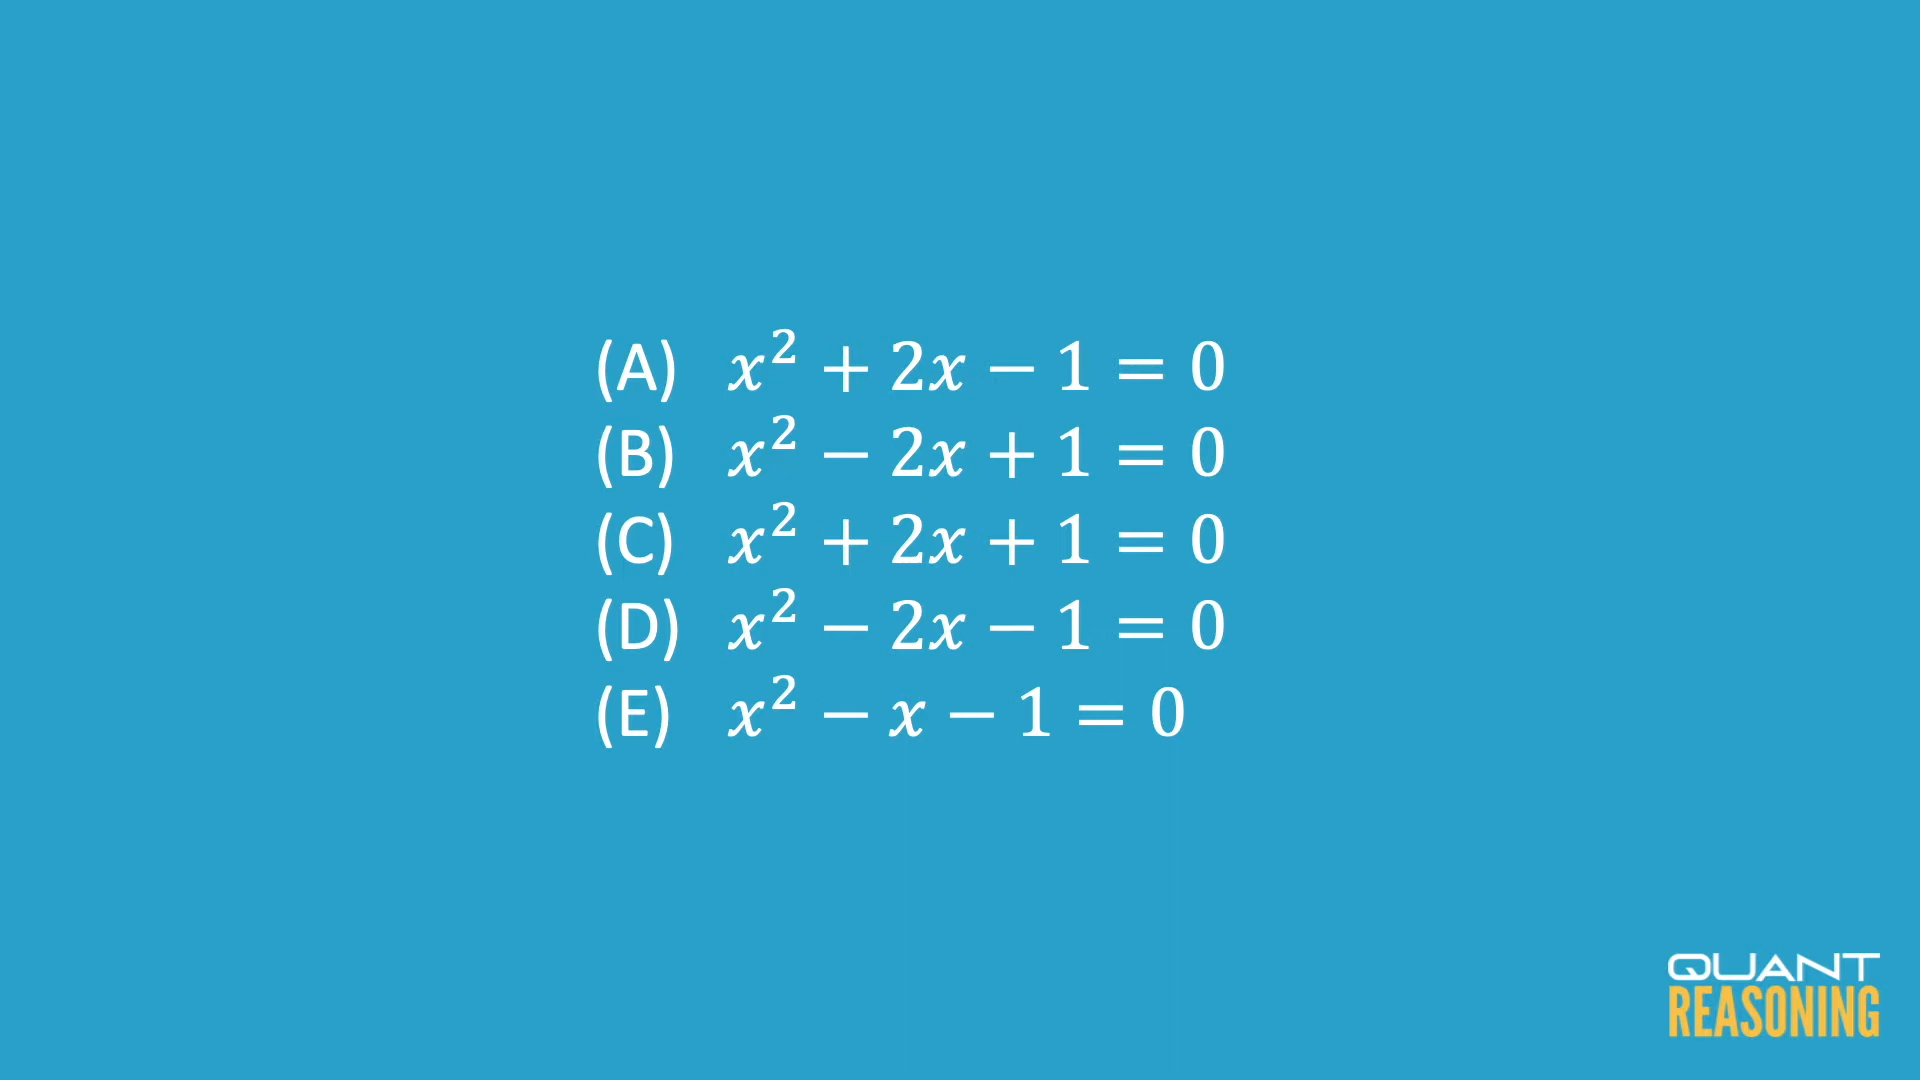 (A) x² + 2x − 1 = 0
(B) x² − 2x + 1 = 0
(C) x² + 2x + 1 = 0
(D) x² − 2x − 1 = 0
(E) x² − x − 1 = 0
QUANT
REASONING